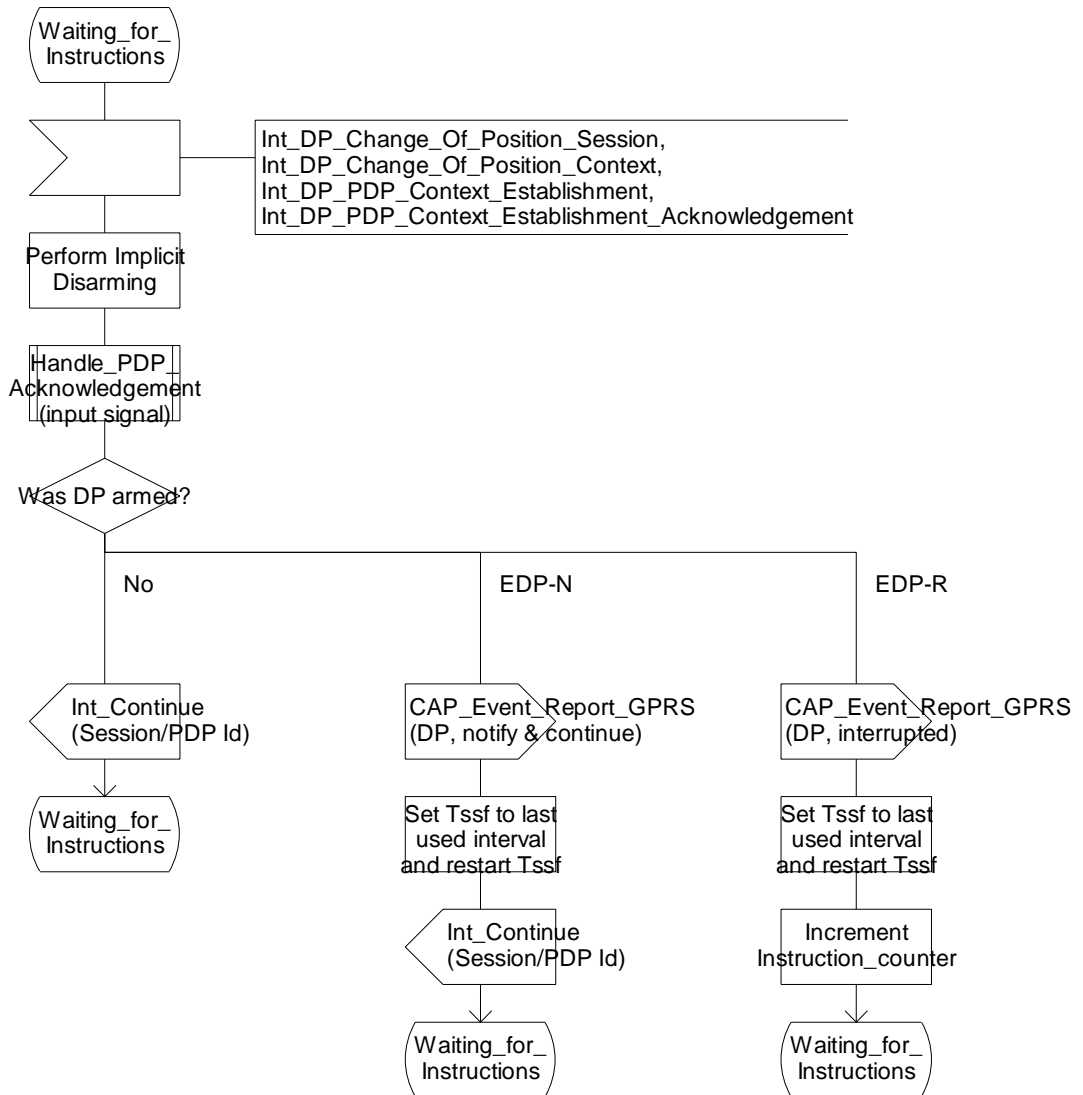 Waiting_for_
Instructions
Int_DP_Change_Of_Position_Session,
Int_DP_Change_Of_Position_Context,
Int_DP_PDP_Context_Establishment,
Int_DP_PDP_Context_Establishment_Acknowledgement
Perform Implicit
Disarming
Handle_PDP_
Acknowledgement
(input signal)
Was DP armed?
No
EDP-N
EDP-R
Int_Continue
(Session/PDP Id)
CAP_Event_Report_GPRS
(DP, notify & continue)
CAP_Event_Report_GPRS
(DP, interrupted)
Waiting_for_
Instructions
Set Tssf to last
used interval
and restart Tssf
Set Tssf to last
used interval
and restart Tssf
Int_Continue
(Session/PDP Id)
Increment
Instruction_counter
Waiting_for_
Instructions
Waiting_for_
Instructions